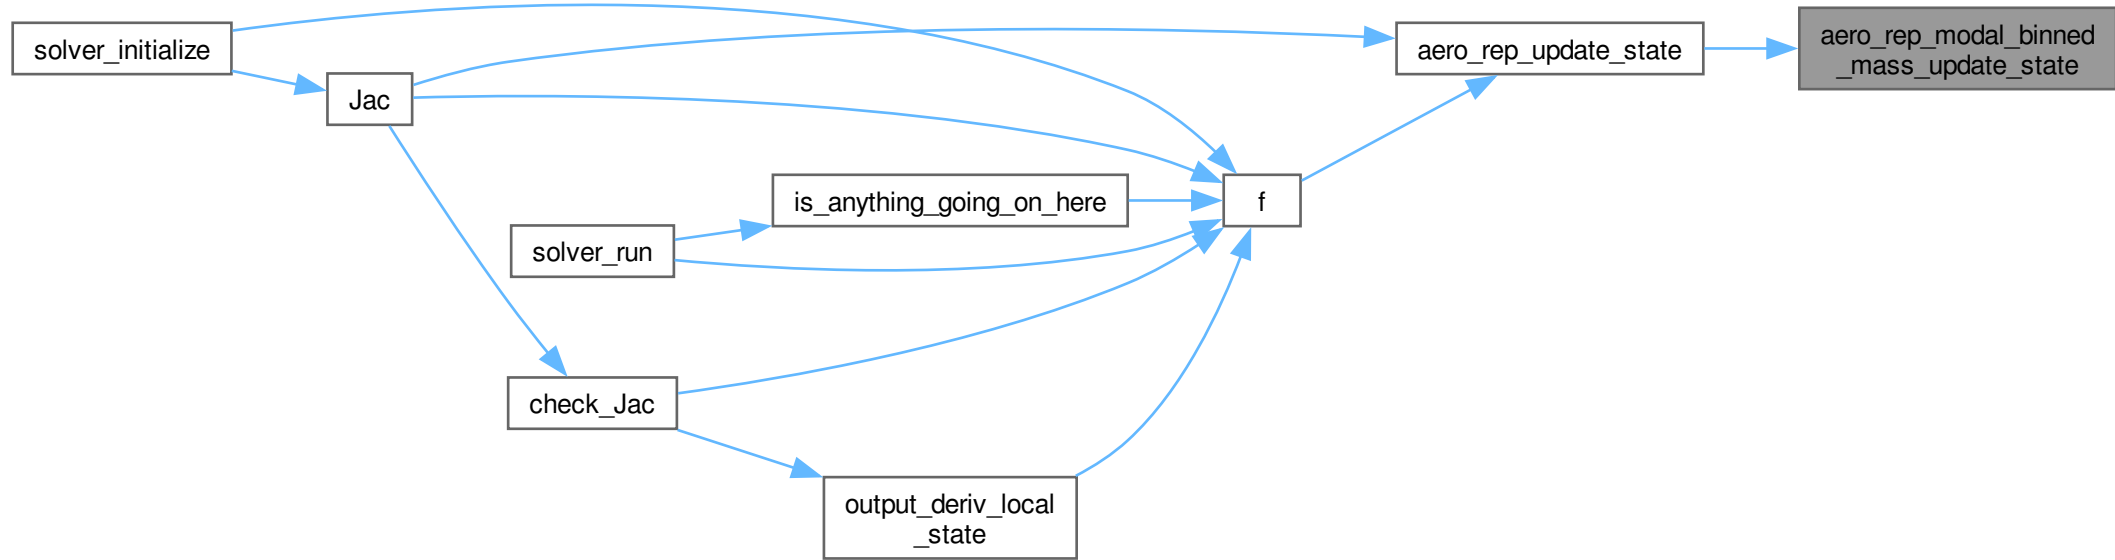 solver_initialize
Jac
aero_rep_update_state
aero_rep_modal_binned
_mass_update_state
is_anything_going_on_here
f
solver_run
check_Jac
output_deriv_local
_state